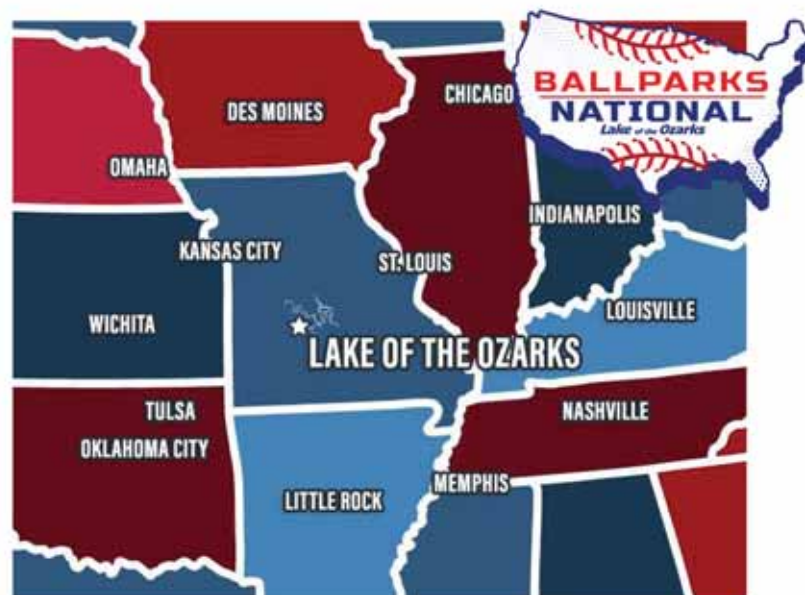 BALLPARKS
NATIONAL
Lake of the Ozarks
CHICAGO
DES MOINES
OMAHA
INDIANAPOLIS
KANSAS CITY
ST. LOUIS
WICHITA
LOUISVILLE
LAKE OF THE OZARKS
TULSA
NASHVILLE
OKLAHOMA CITY
MEMPHIS
LITTLE ROCK